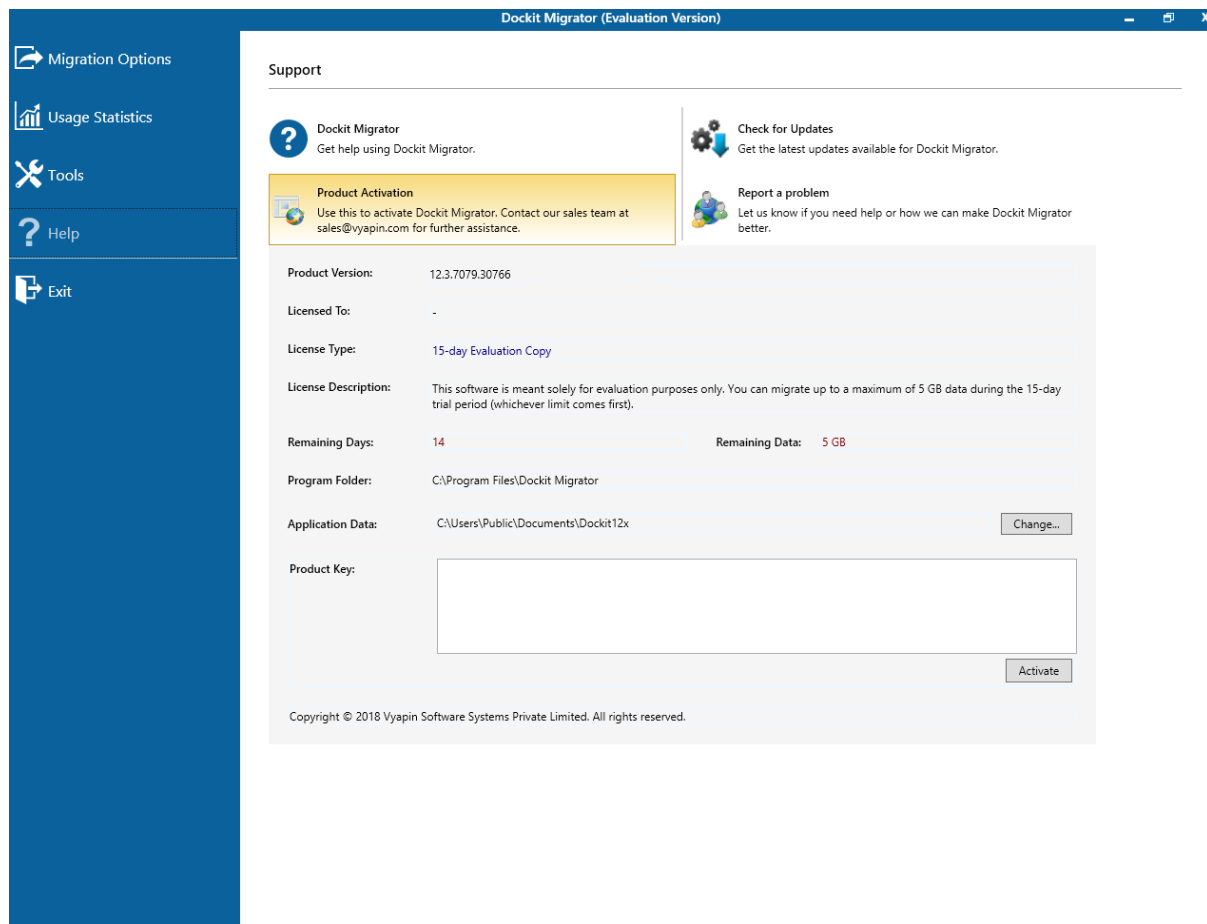 Dockit Migrator (Evaluation Version)
Migration Options
Usage Statistics
Tools
Help
Exit
Support
Dockit Migrator
Get help using Dockit Migrator.
Check for Updates
Get the latest updates available for Dockit Migrator.
Product Activation
Use this to activate Dockit Migrator. Contact our sales team at
sales@vyapin.com for further assistance.
Report a problem
Let us know if you need help or how we can make Dockit Migrator
better.
Product Version: 12.3.7079.30766
Licensed To: -
License Type: 15-day Evaluation Copy
License Description: This software is meant solely for evaluation purposes only. You can migrate up to a maximum of 5 GB data during the 15-day
trial period (whichever limit comes first).
Remaining Days: 14 Remaining Data: 5 GB
Program Folder: C:\Program Files\Dockit Migrator
Application Data: C:\Users\Public\Documents\Dockit12x Change...
Product Key:
Activate
Copyright © 2018 Vyapin Software Systems Private Limited. All rights reserved.